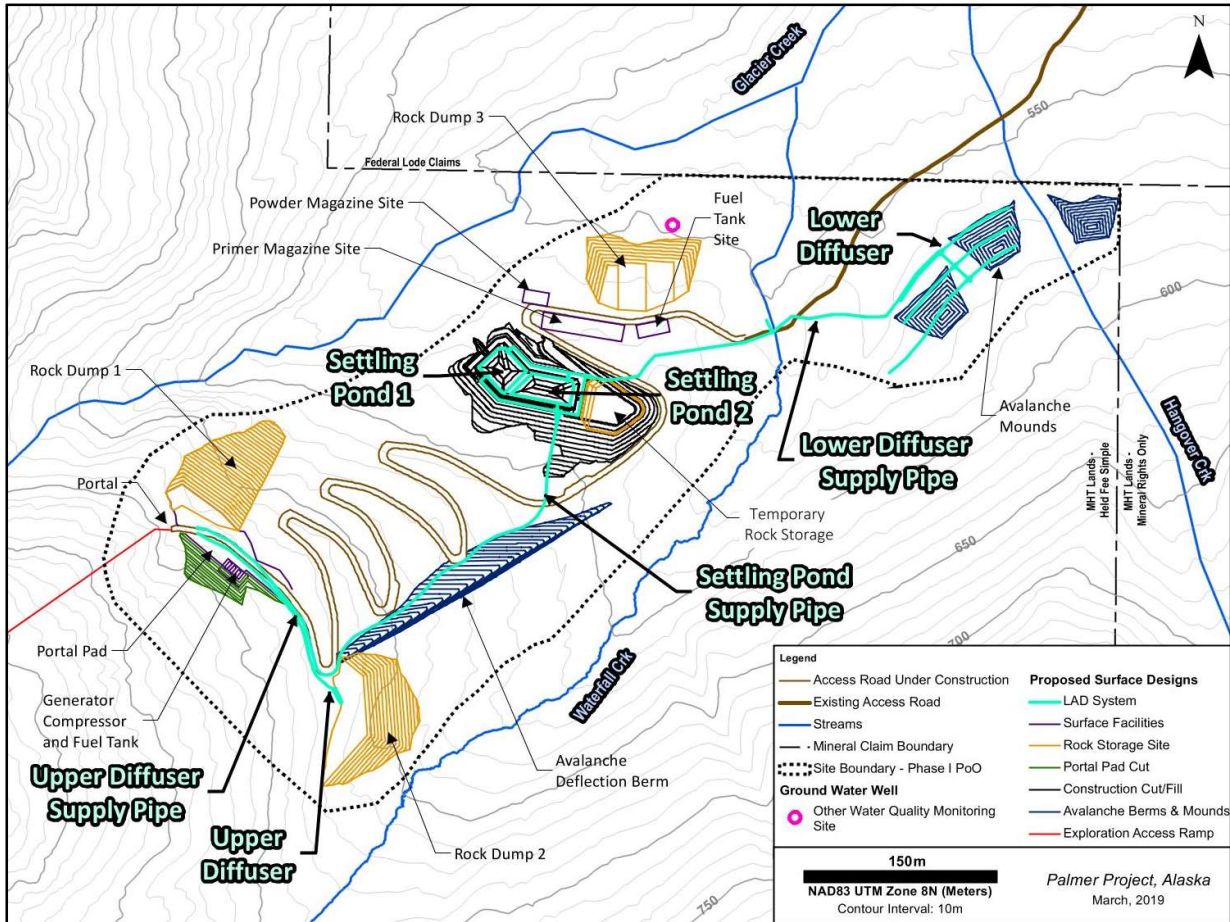 N
Glacier Creek
550
Rock Dump 3
Federal Lode Claims
Powder Magazine Site
Fuel
Tank
Site
Primer Magazine Site
Lower
Diffuser
600
Settling
Pond 1
Settling
Pond 2
Rock Dump 1
Avalanche
Mounds
Hangover Crk
Lower Diffuser
Supply Pipe
MHT Lands -
Held Fee Simple
MHT Lands -
Mineral Rights Only
Portal
Temporary
Rock Storage
650
Settling Pond
Supply Pipe
700
Portal Pad
Waterfall Crk
Generator
Compressor
and Fuel Tank
Avalanche
Deflection Berm
Upper Diffuser
Supply Pipe
Upper
Diffuser
Rock Dump 2
750
Legend
Access Road Under Construction
Existing Access Road
Streams
Mineral Claim Boundary
Site Boundary - Phase I PoO
Ground Water Well
Other Water Quality Monitoring
Site
Proposed Surface Designs
LAD System
Surface Facilities
Rock Storage Site
Portal Pad Cut
Construction Cut/Fill
Avalanche Berms & Mounds
Exploration Access Ramp
150m
NAD83 UTM Zone 8N (Meters)
Contour Interval: 10m
Palmer Project, Alaska
March, 2019